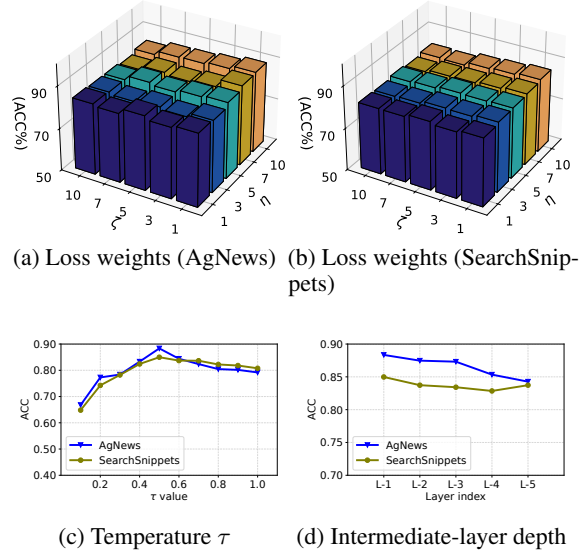 90
70
50
(ACC%)
10
7
5
3
1
ζ
1
3
5
7
10
η
90
70
50
(ACC%)
10
7
5
3
1
ζ
1
3
5
7
10
η
(a) Loss weights (AgNews)
(b) Loss weights (SearchSnip-
pets)
0.90
0.80
0.70
0.60
0.50
0.40
ACC
AgNews
SearchSnippets
0.2
0.4
0.6
0.8
1.0
τ value
0.90
0.85
0.80
0.75
0.70
ACC
AgNews
SearchSnippets
L-1
L-2
L-3
L-4
L-5
Layer index
(c) Temperature τ
(d) Intermediate-layer depth